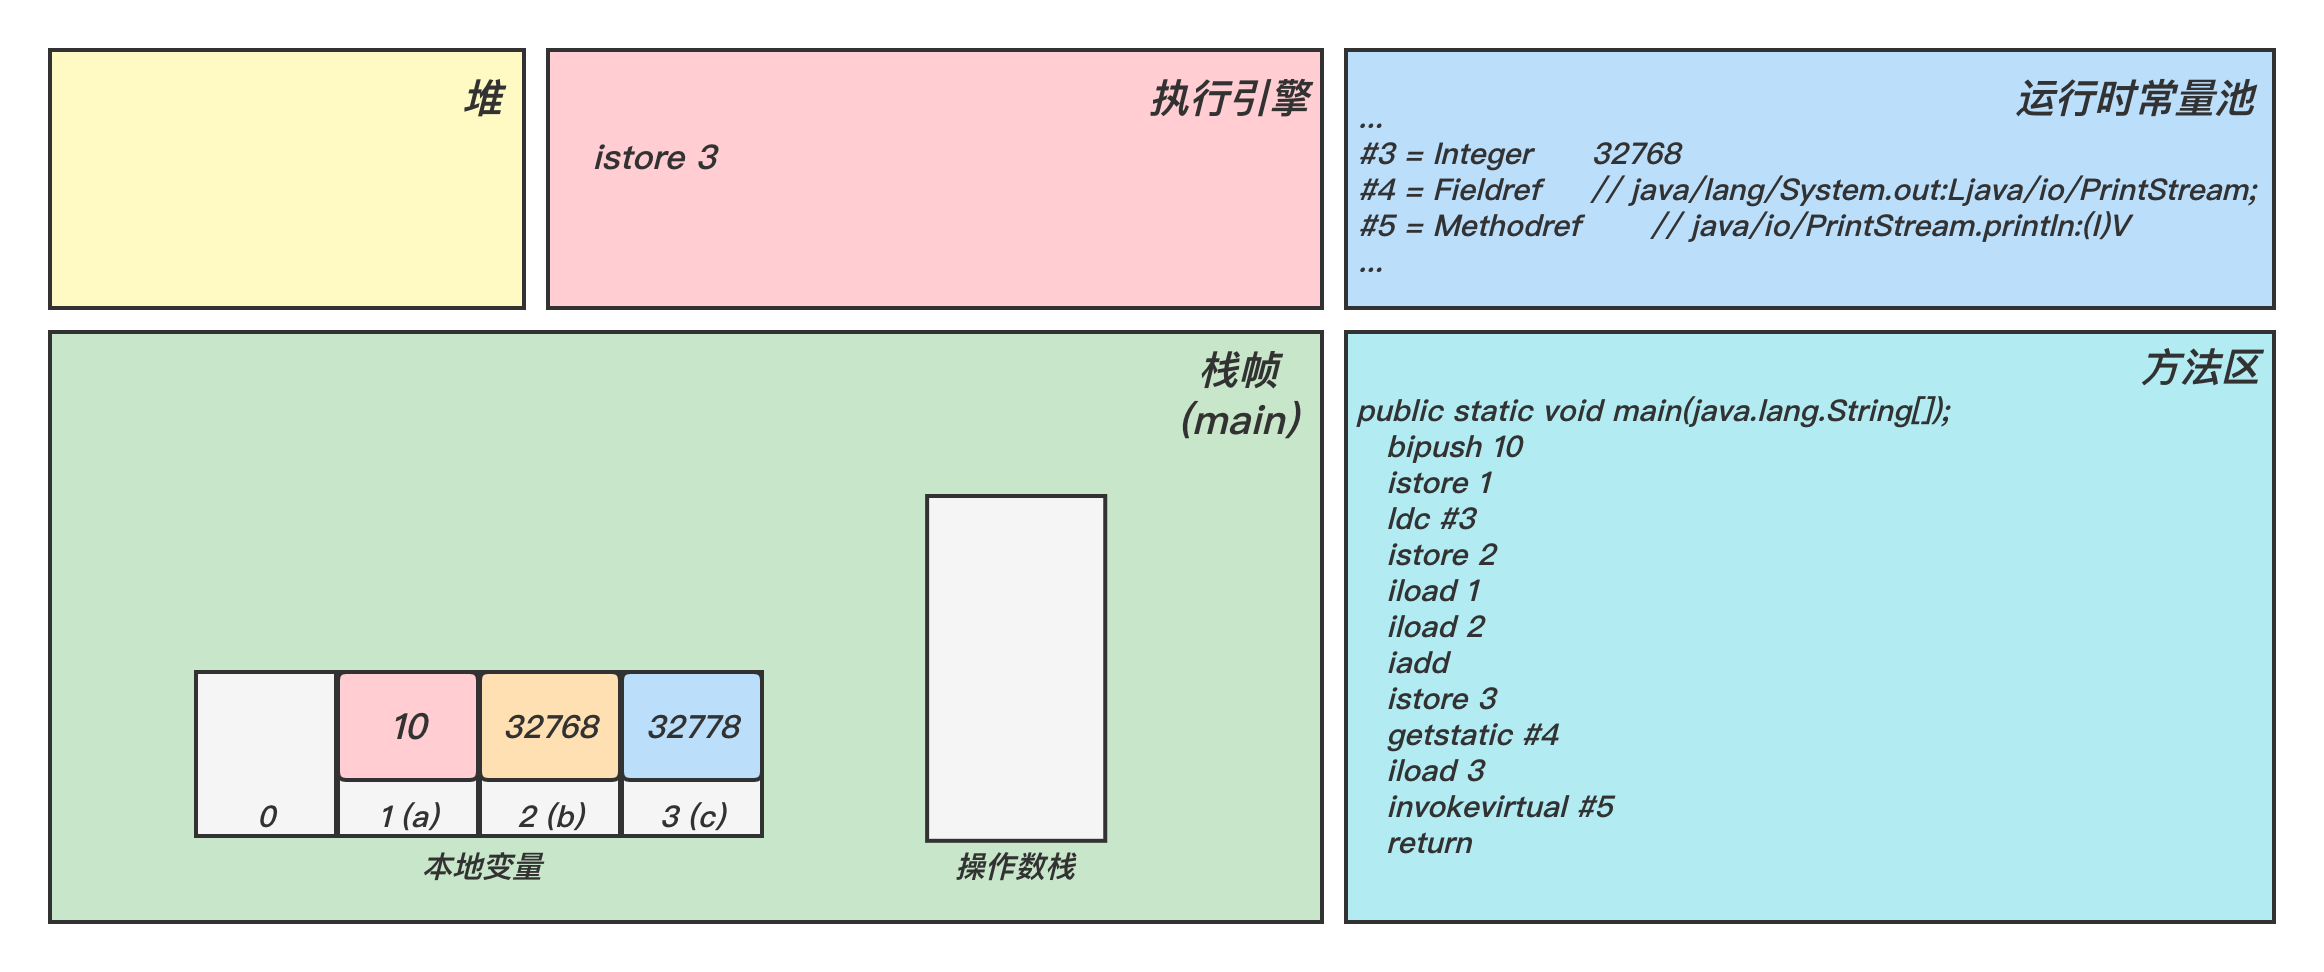 堆
执行引擎
istore 3
运行时常量池
...
#3 = Integer 32768
#4 = Fieldref // java/lang/System.out:Ljava/io/PrintStream;
#5 = Methodref // java/io/PrintStream.println:(I)V
...
栈帧
(main)
10
32768
32778
0
1 (a)
2 (b)
3 (c)
本地变量
操作数栈
方法区
public static void main(java.lang.String[]);
bipush 10
istore 1
ldc #3
istore 2
iload 1
iload 2
iadd
istore 3
getstatic #4
iload 3
invokevirtual #5
return